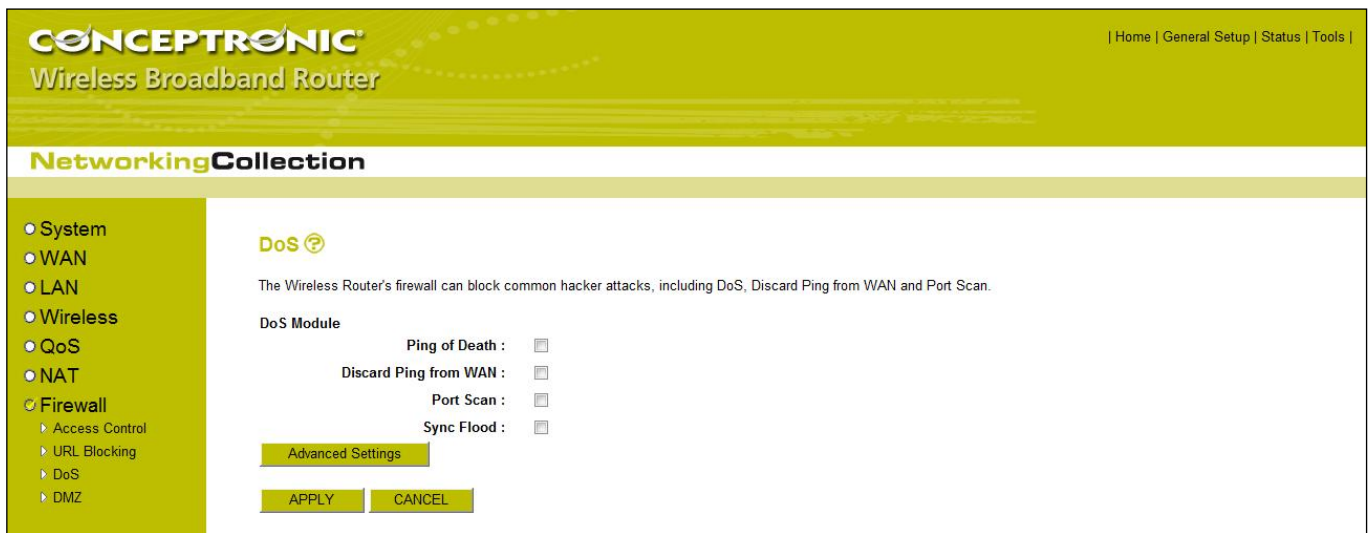 CONCEPTRONIC®
| Home | General Setup | Status | Tools |
Wireless Broadband Router
NetworkingCollection
System
WAN
LAN
Wireless
QoS
NAT
Firewall
Access Control
URL Blocking
DoS
DMZ
DoS ?
The Wireless Router's firewall can block common hacker attacks, including DoS, Discard Ping from WAN and Port Scan.
DoS Module
Ping of Death :
Discard Ping from WAN :
Port Scan :
Sync Flood :
Advanced Settings
APPLY CANCEL